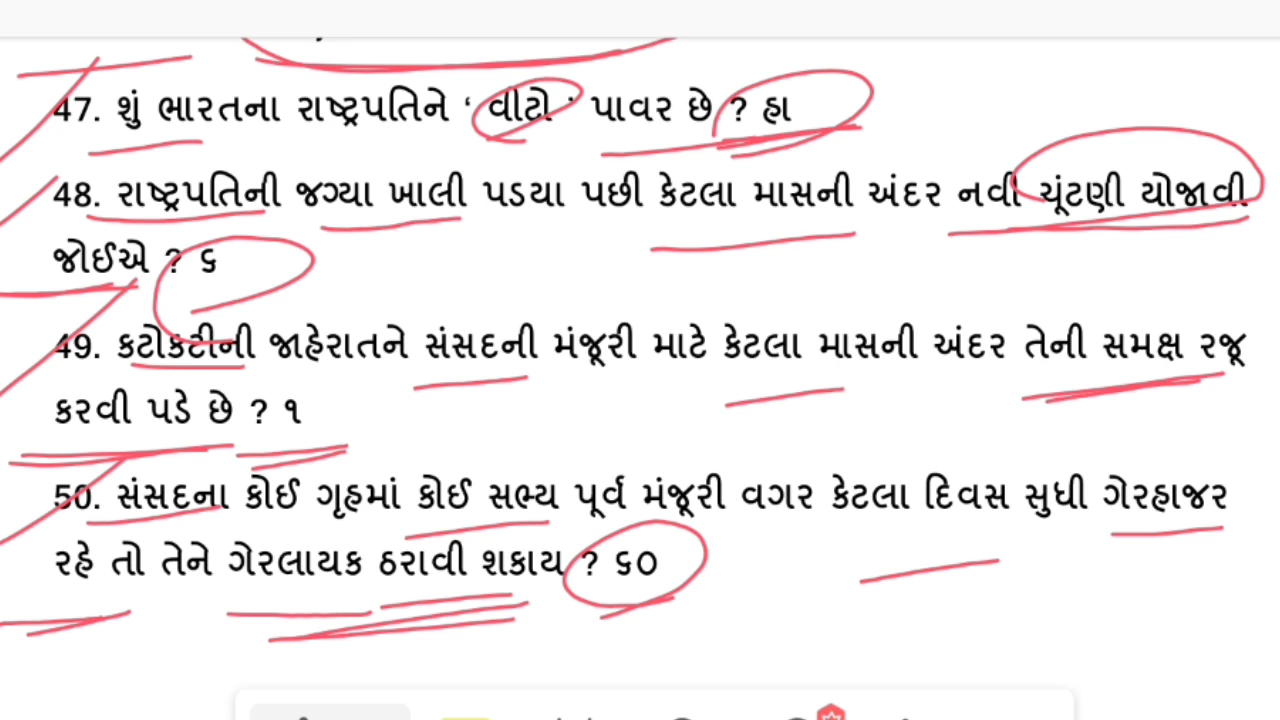 47. શું ભારતના રાષ્ટ્રપતિને ‘ વીટો ’ પાવર છે ? હા
48. રાષ્ટ્રપતિની જગ્યા ખાલી પડયા પછી કેટલા માસની અંદર નવી ચૂંટણી યોજાવી
જોઈએ ? ૬
49. કટોકટીની જાહેરાતને સંસદની મંજૂરી માટે કેટલા માસની અંદર તેની સમક્ષ રજૂ
કરવી પડે છે ? ૧
50. સંસદના કોઈ ગૃહમાં કોઈ સભ્ય પૂર્વ મંજૂરી વગર કેટલા દિવસ સુધી ગેરહાજર
રહે તો તેને ગેરલાયક ઠરાવી શકાય ? ૬૦